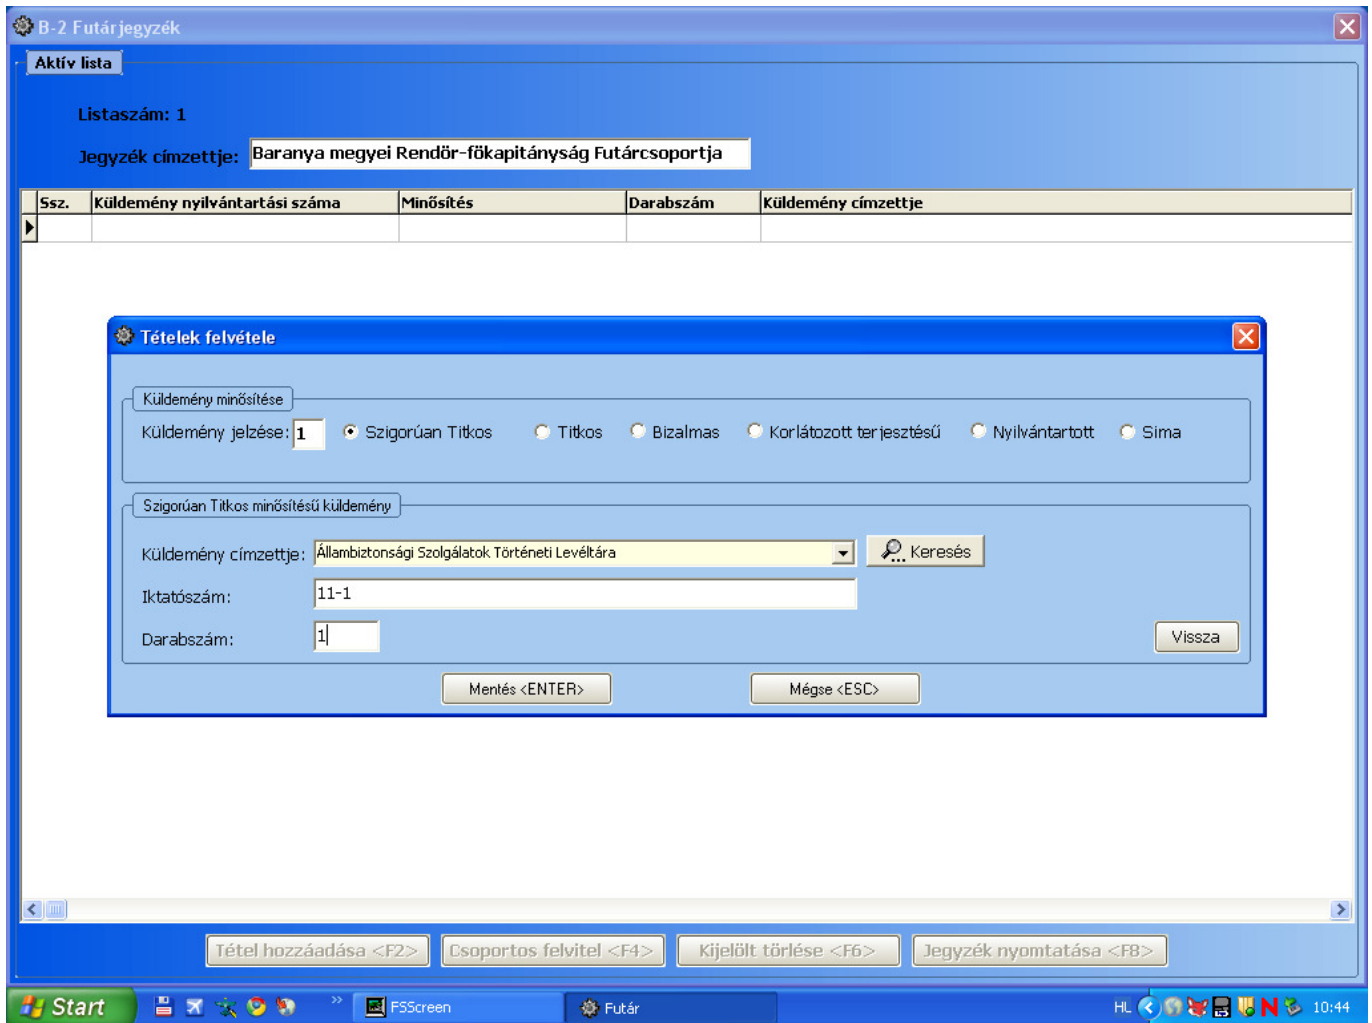 B-2 Futárjegyzék
Aktív lista
Listaszám: 1
Jegyzék címzettje: Baranya megyei Rendőr-főkapitányság Futárcsoportja
Ssz. Küldemény nyilvántartási száma Minősítés Darabszám Küldemény címzettje
Tételek felvétele
Küldemény minősítése
Küldemény jelzése: 1 Szigorúan Titkos Titkos Bizalmas Korlátozott terjesztésű Nyilvántartott Sima
Szigorúan Titkos minősítésű küldemény
Küldemény címzettje: Állambiztonsági Szolgálatok Történeti Levéltára Keresés
Iktatószám: 11-1
Darabszám: 1
Vissza
Mentés <ENTER> Mégse <ESC>
Tétel hozzáadása <F2> Csoportos felvitel <F4> Kijelölt törlése <F6> Jegyzék nyomtatása <F8>
Start FSScreen Futár HL 10:44